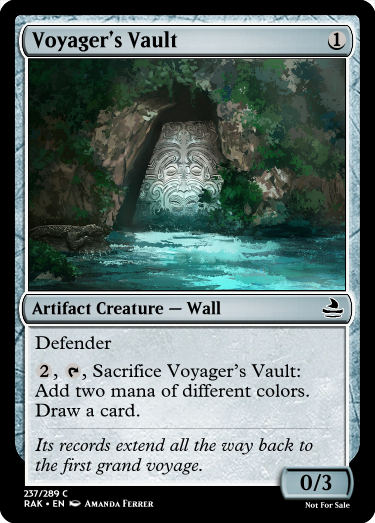 Voyager's Vault 1
Artifact Creature — Wall
Defender
2, T, Sacrifice Voyager's Vault:
Add two mana of different colors.
Draw a card.
Its records extend all the way back to
the first grand voyage.
0/3
237/289 C
RAK • EN Amanda Ferrer
Not For Sale